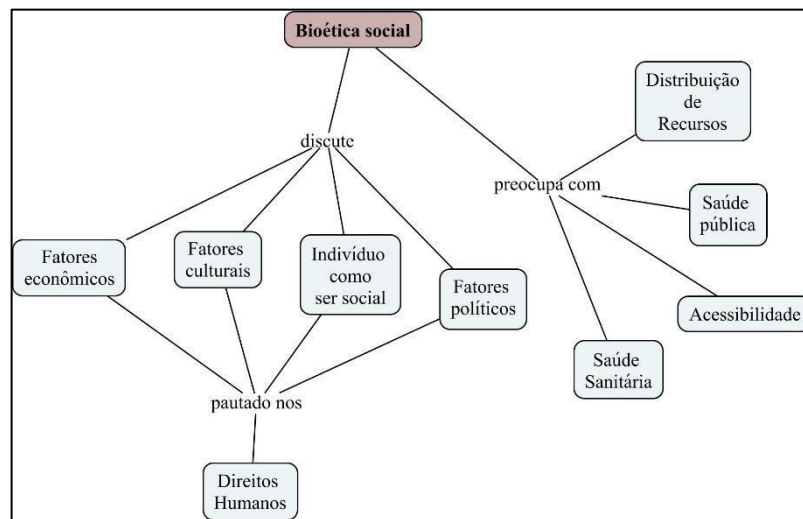 Bioética social
discute
Fatores
econômicos
Fatores
culturais
Indivíduo
como
ser social
Fatores
políticos
pautado nos
Direitos
Humanos
preocupa com
Distribuição
de
Recursos
Saúde
pública
Acessibilidade
Saúde
Sanitária